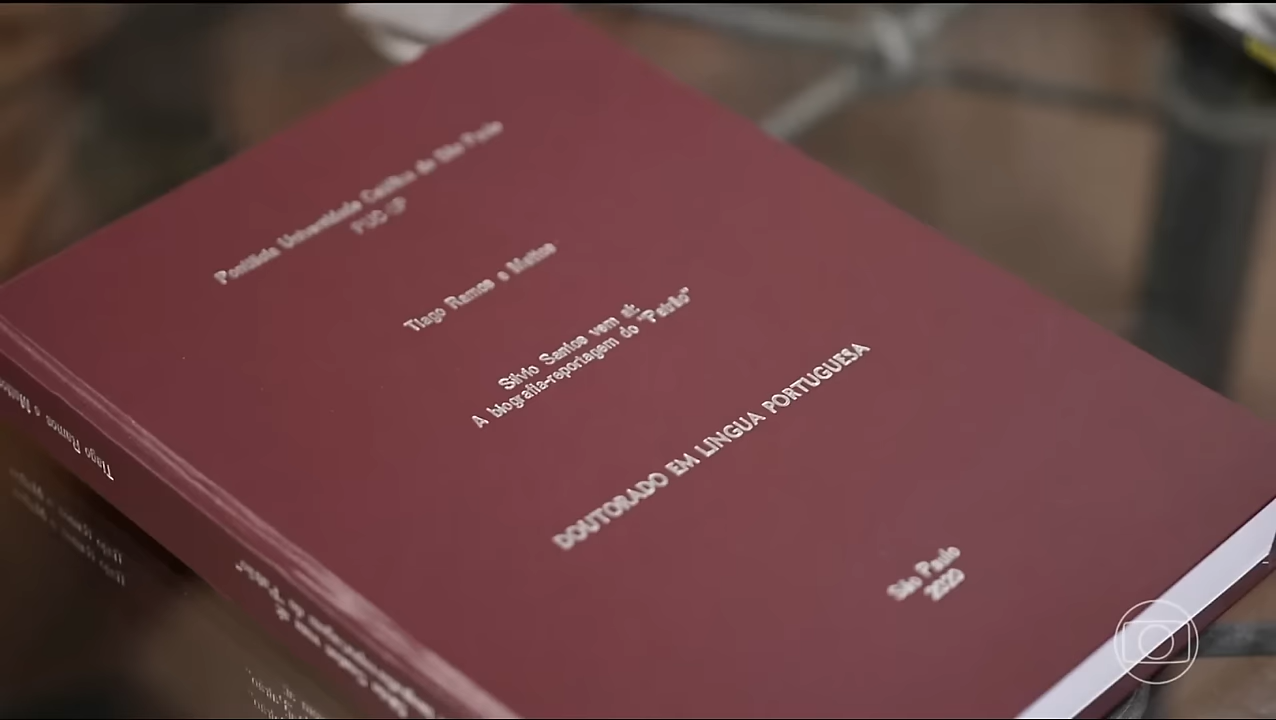 Pontifícia Universidade Católica de São Paulo
PUC-SP
Tiago Ramos e Mattos
Silvio Santos vem aí:
A biografia-reportagem do "Patrão"
DOUTORADO EM LÍNGUA PORTUGUESA
São Paulo
2020
Tiago Ramos e Mattos